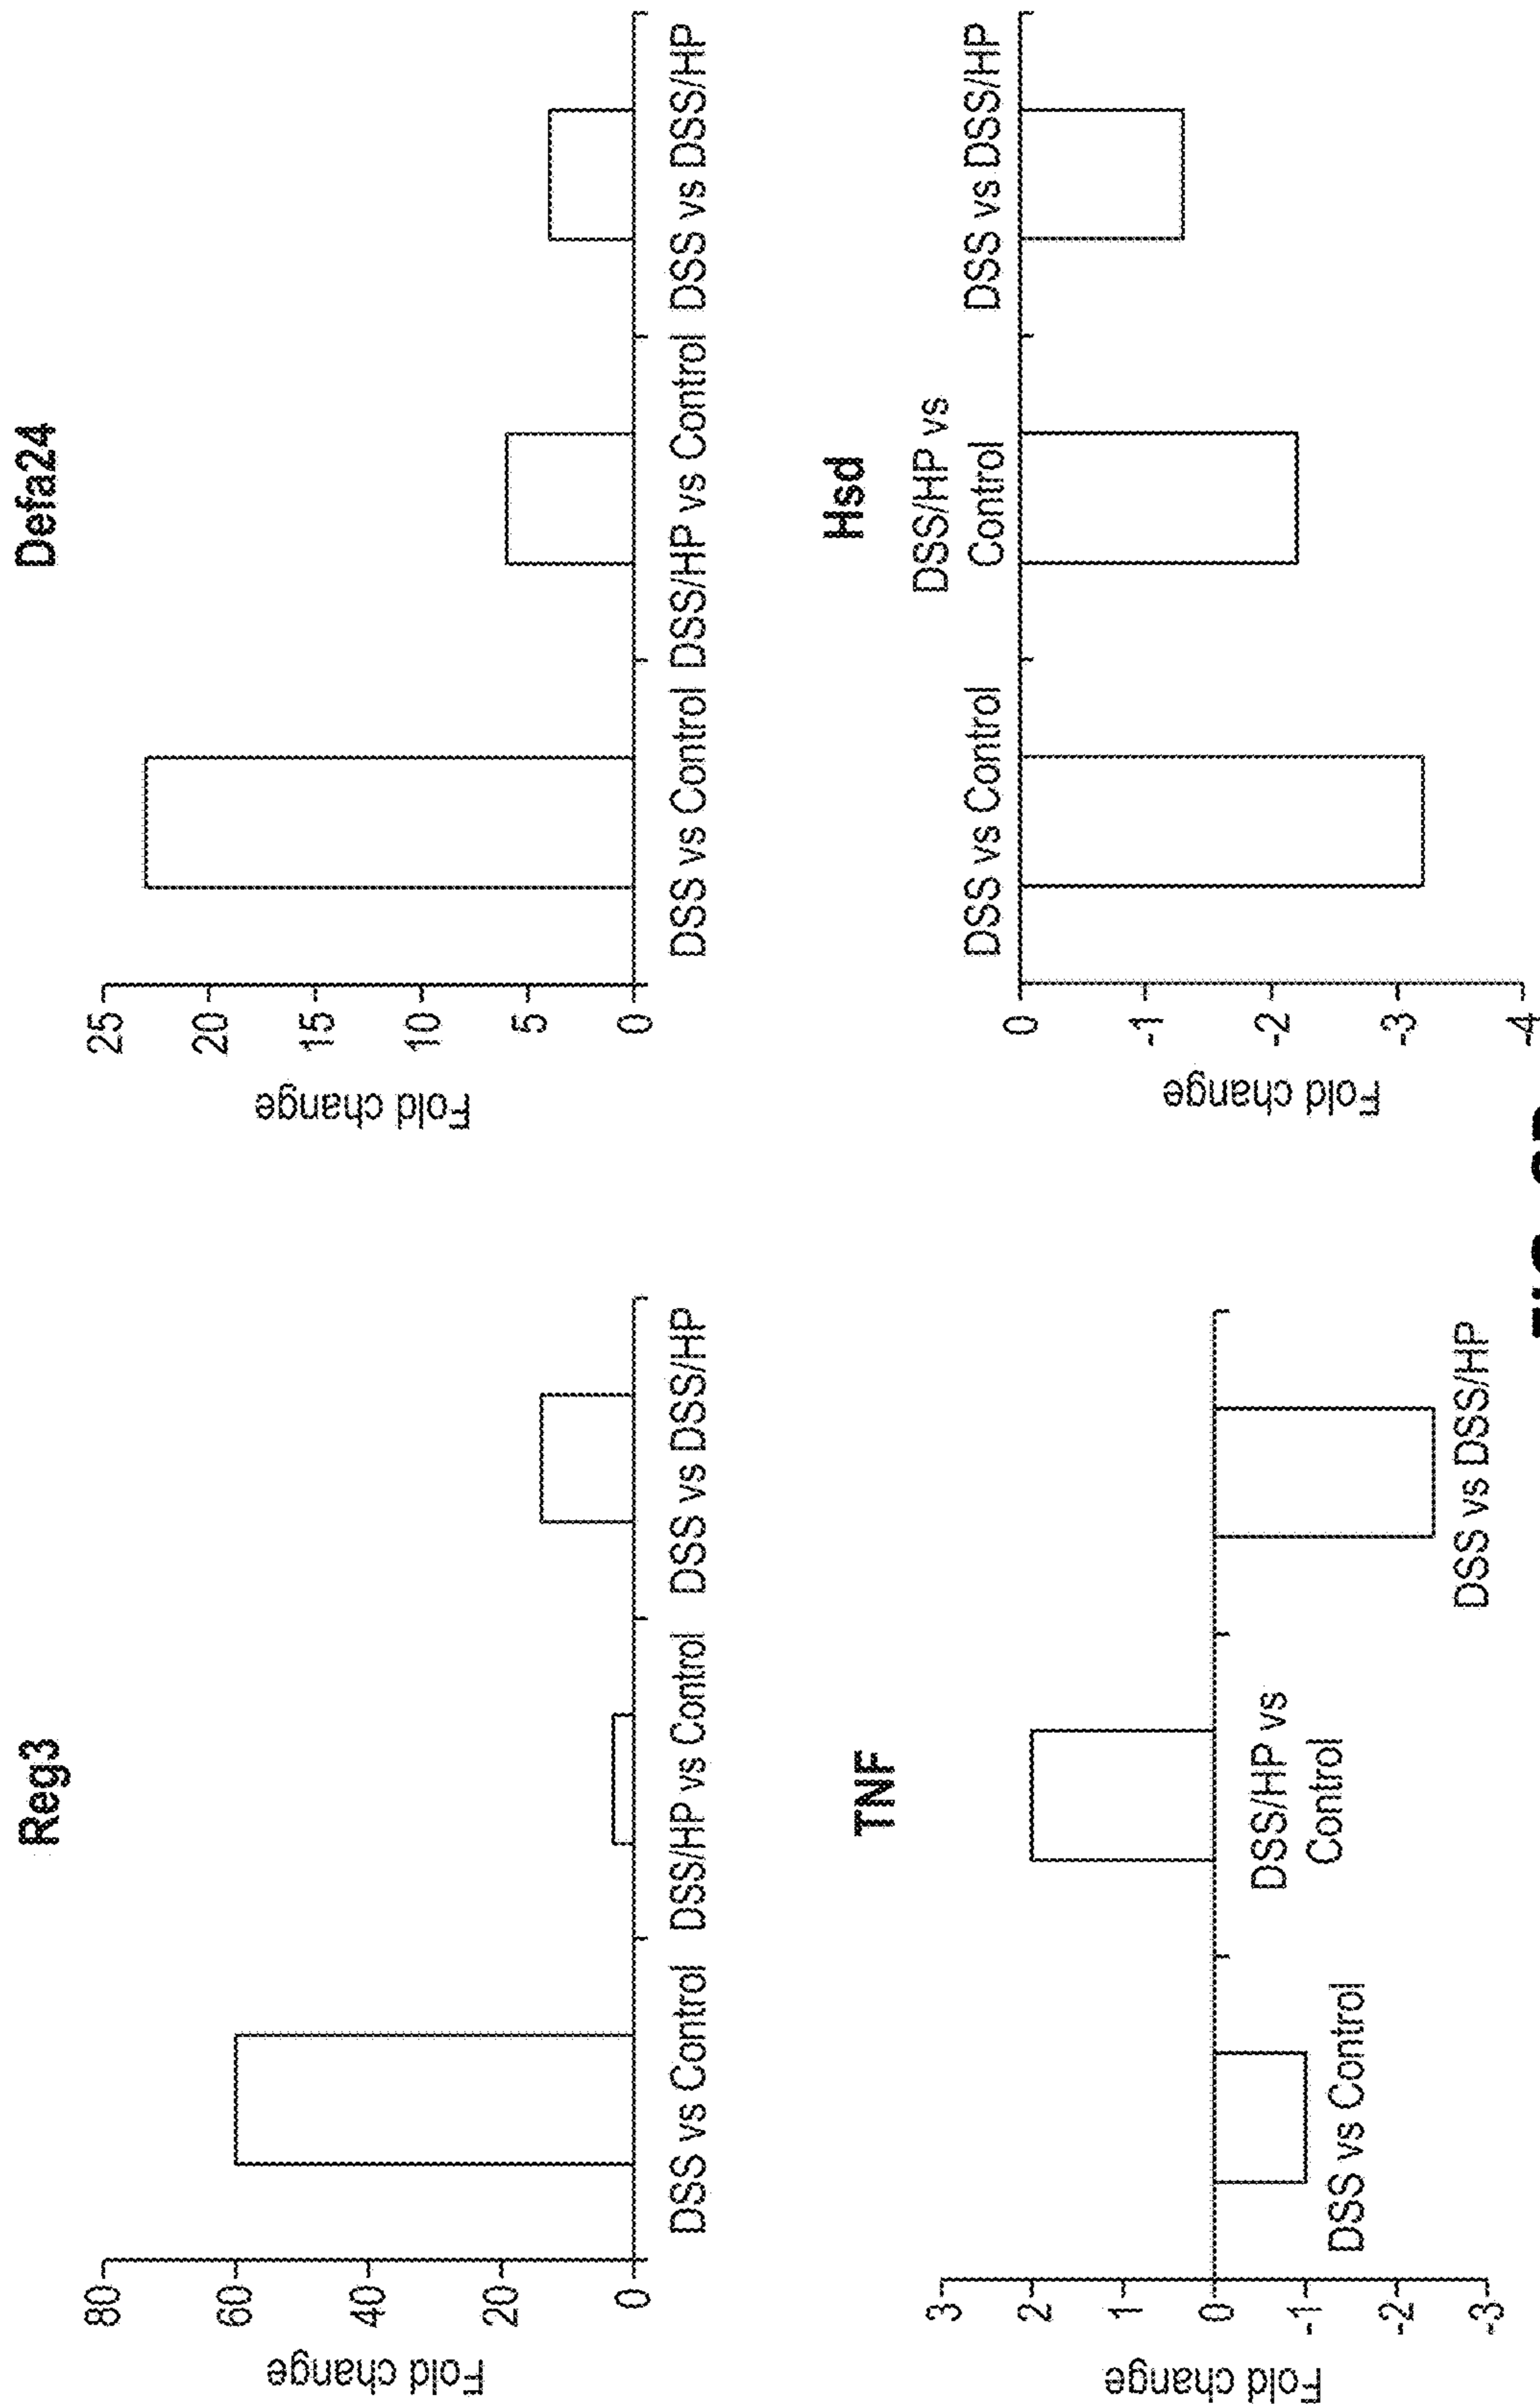 Reg3
Fold change
80
60
40
20
0
DSS vs Control
DSS/HP vs Control
DSS vs DSS/HP
Defa24
Fold change
25
20
15
10
5
0
DSS vs Control
DSS/HP vs Control
DSS vs DSS/HP
TNF
Fold change
3
2
1
0
-1
-2
-3
DSS vs Control
DSS/HP vs
Control
DSS vs DSS/HP
Hsd
Fold change
0
-1
-2
-3
-4
DSS vs Control
DSS/HP vs
Control
DSS vs DSS/HP